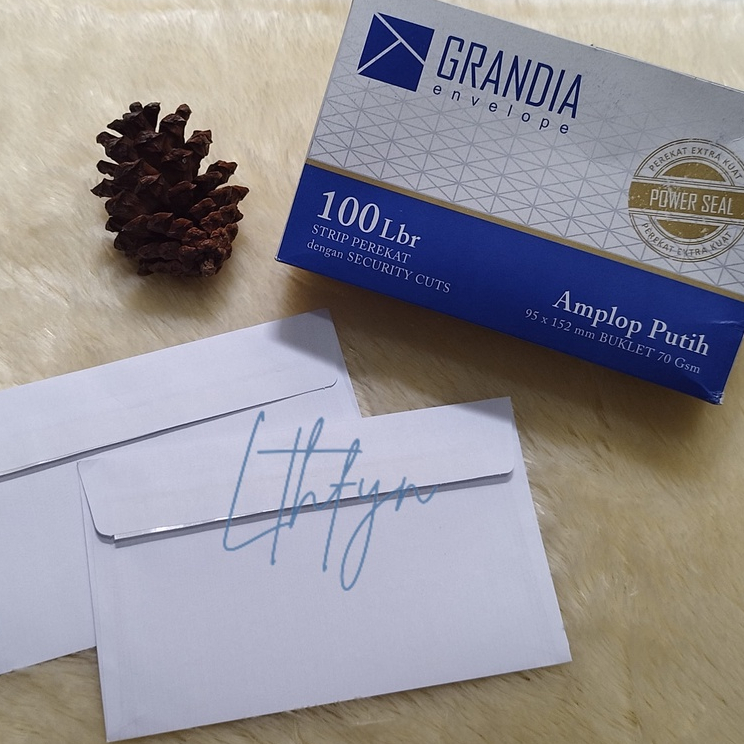 GRANDIA
envelope
PEREKAT EXTRA KUAT
POWER SEAL
PEREKAT EXTRA KUAT
100 Lbr
STRIP PEREKAT
dengan SECURITY CUTS
Amplop Putih
95 x 152 mm BUKLET 70 Gsm
Lthfyn